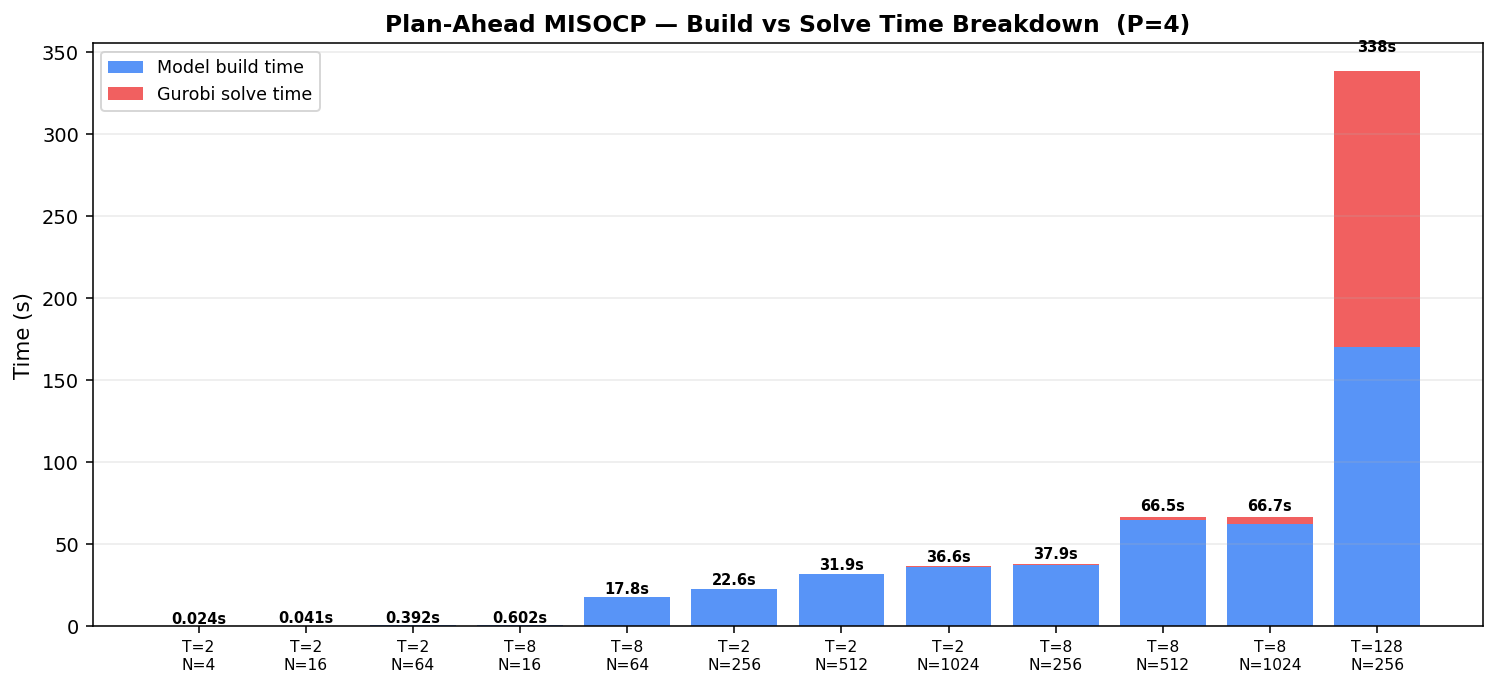 Plan-Ahead MISOCP — Build vs Solve Time Breakdown  (P=4)
Model build time
Gurobi solve time
Time (s)
350
300
250
200
150
100
50
0
0.024s
0.041s
0.392s
0.602s
17.8s
22.6s
31.9s
36.6s
37.9s
66.5s
66.7s
338s
T=2
N=4
T=2
N=16
T=2
N=64
T=8
N=16
T=8
N=64
T=2
N=256
T=2
N=512
T=2
N=1024
T=8
N=256
T=8
N=512
T=8
N=1024
T=128
N=256